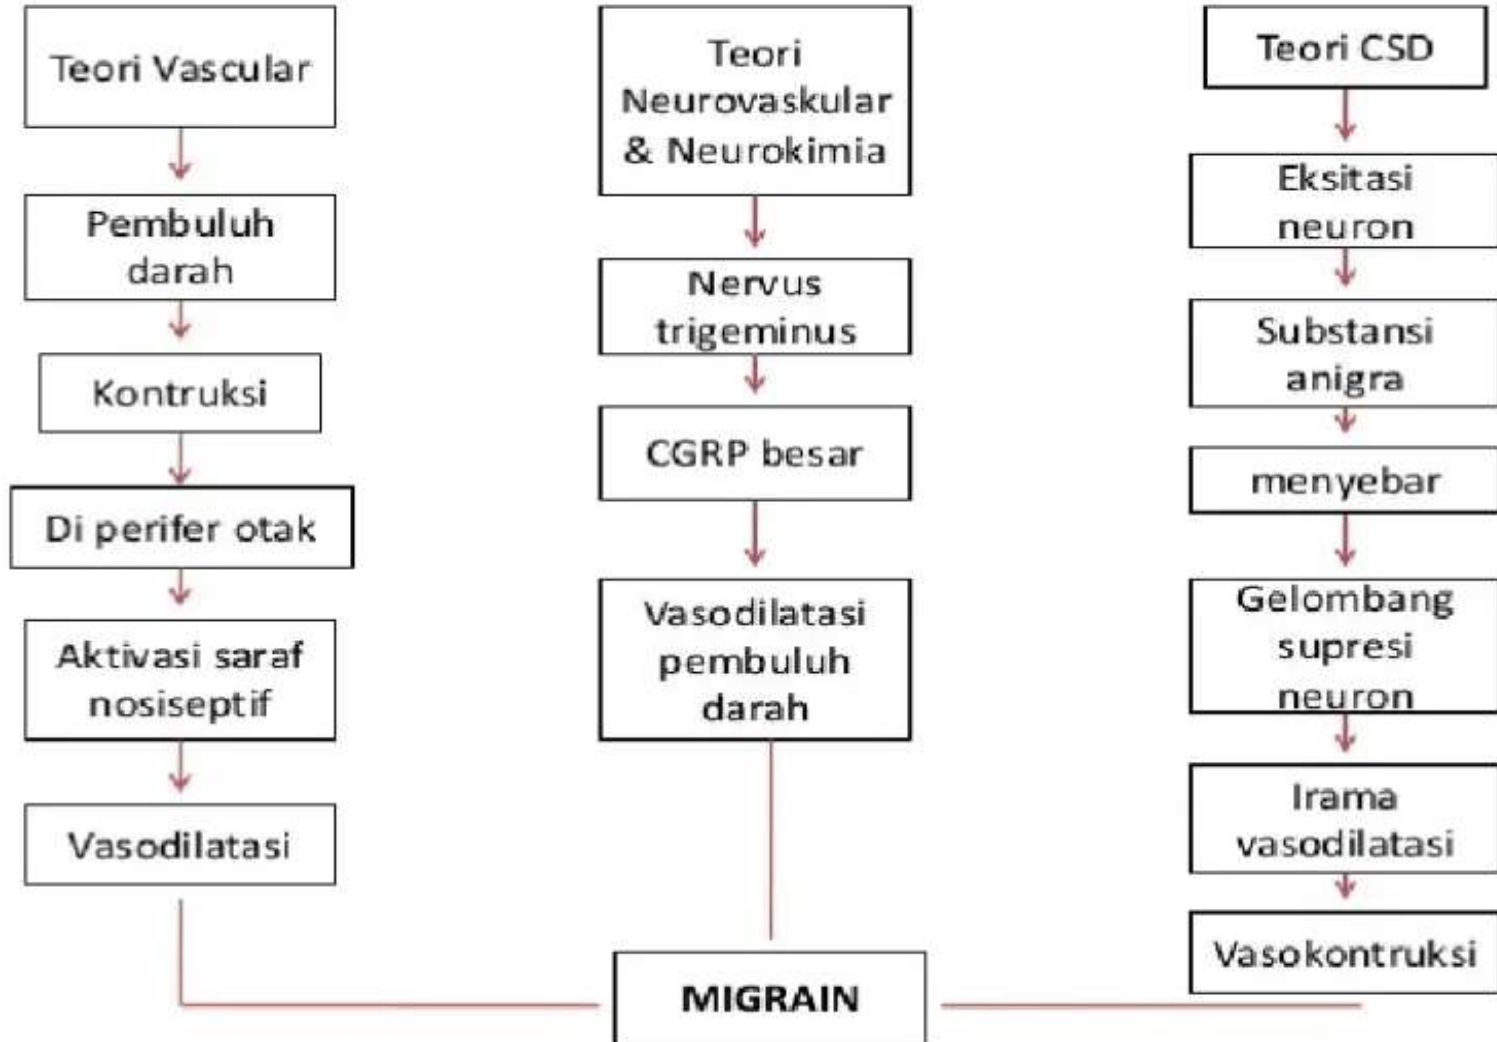 Teori Vascular
Pembuluh
darah
Kontruksi
Di perifer otak
Aktivasi saraf
nosiseptif
Vasodilatasi
Teori
Neurovaskular
& Neurokimia
Nervus
trigeminus
CGRP besar
Vasodilatasi
pembuluh
darah
Teori CSD
Eksitasi
neuron
Substansi
anigra
menyebar
Gelombang
supresi
neuron
Irama
vasodilatasi
Vasokontruksi
MIGRAIN